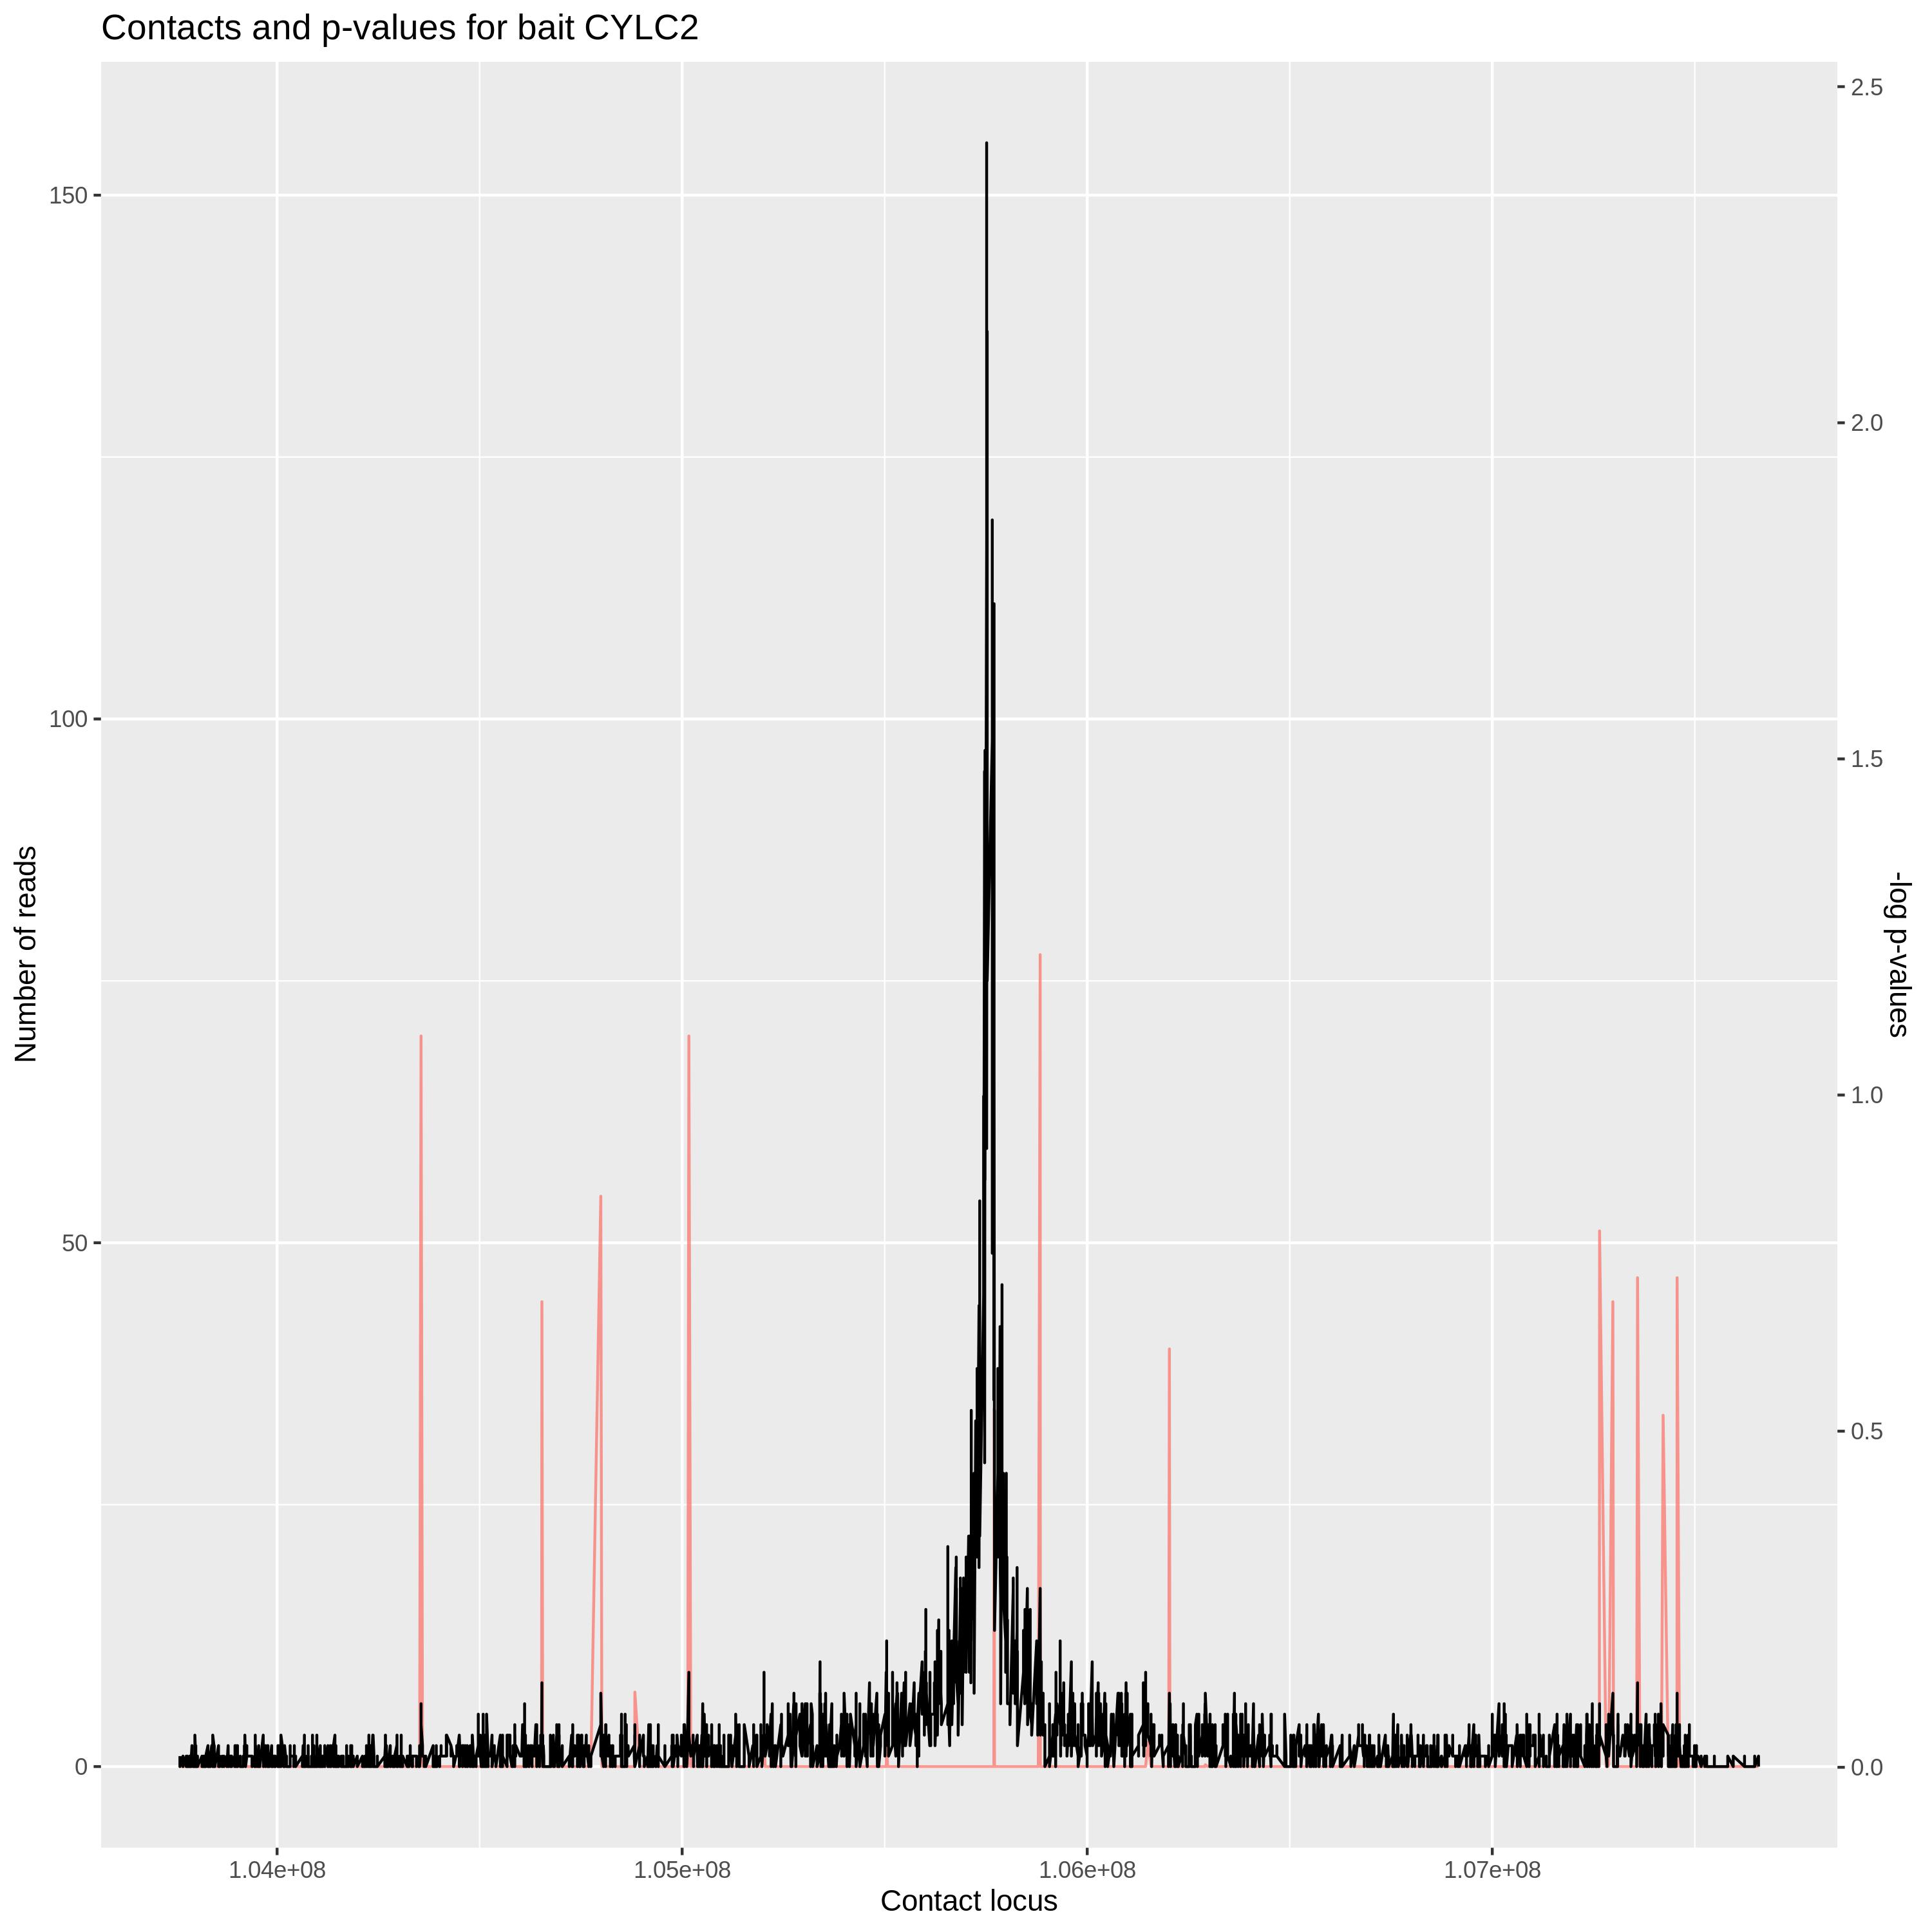 Contacts and p-values for bait CYLC2
150
100
50
0
Number of reads
2.5
2.0
1.5
1.0
0.5
0.0
-log p-values
1.04e+08
1.05e+08
1.06e+08
1.07e+08
Contact locus